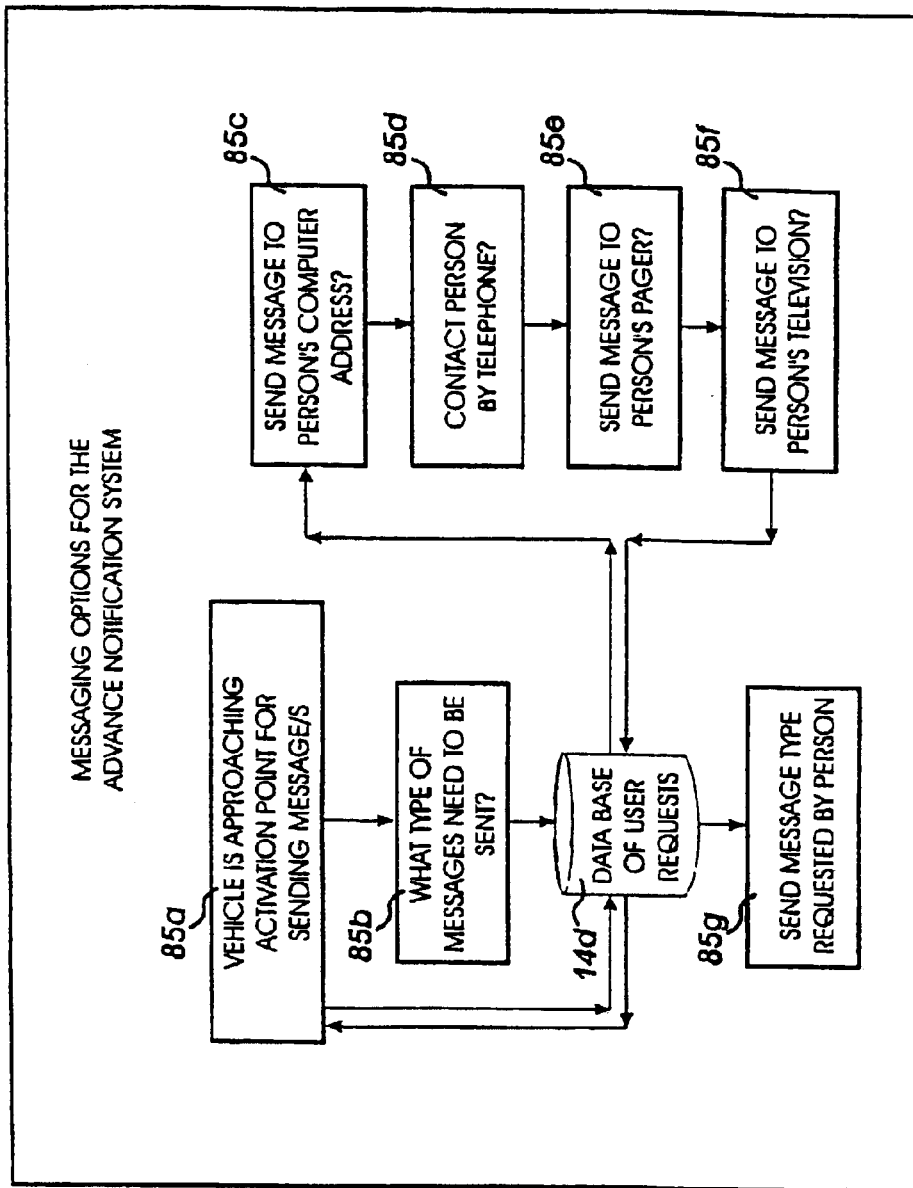 MESSAGING OPTIONS FOR THE
ADVANCE NOTIFICATION SYSTEM
85a
VEHICLE IS APPROACHING
ACTIVATION POINT FOR
SENDING MESSAGE/S
85b
WHAT TYPE OF
MESSAGES NEED TO BE
SENT?
14d
DATA BASE
OF USER
REQUESTS
85g
SEND MESSAGE TYPE
REQUESTED BY PERSON
85c
SEND MESSAGE TO
PERSON'S COMPUTER
ADDRESS?
85d
CONTACT PERSON
BY TELEPHONE?
85e
SEND MESSAGE TO
PERSON'S PAGER?
85f
SEND MESSAGE TO
PERSON'S TELEVISION?